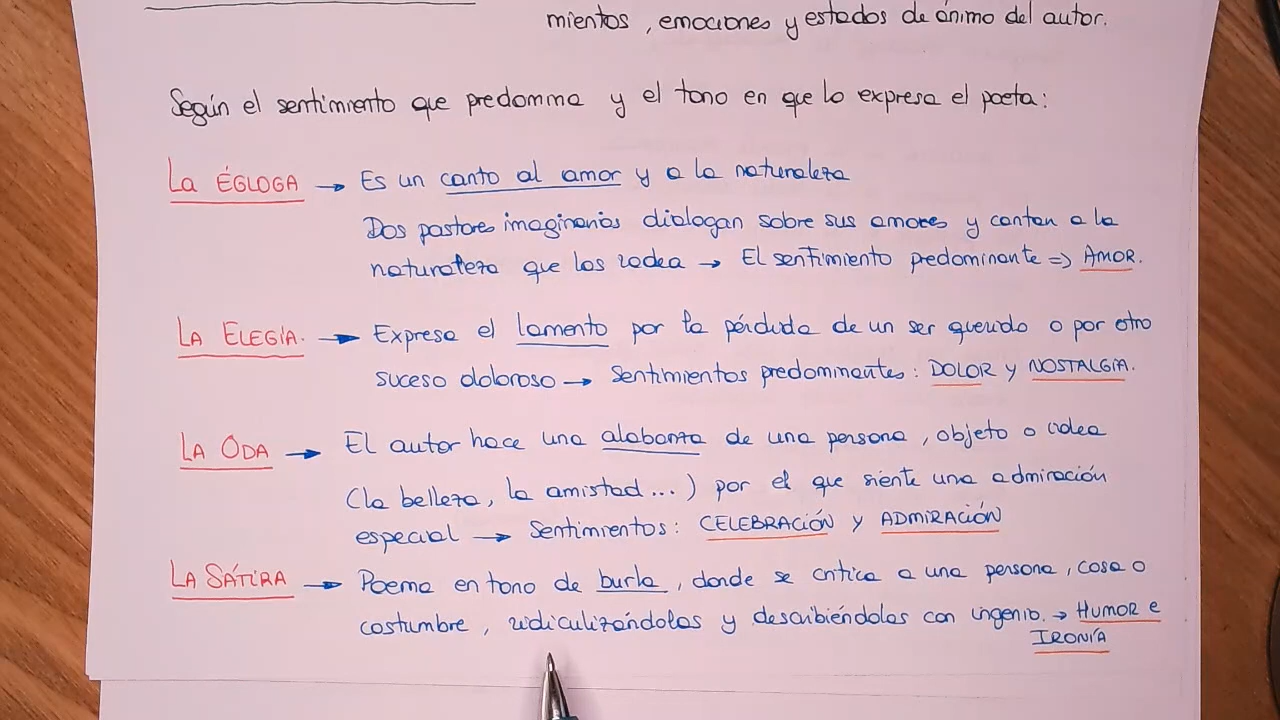 mientos, emociones y estados de ánimo del autor.
Según el sentimiento que predomina y el tono en que lo expresa el poeta:
LA ÉGLOGA → Es un canto al amor y a la naturaleza
Dos pastores imaginarios dialogan sobre sus amores y cantan a la
naturaleza que los rodea → El sentimiento predominante => AMOR.
LA ELEGÍA. → Expresa el lamento por la pérdida de un ser querido o por otro
suceso doloroso → Sentimientos predominantes: DOLOR y NOSTALGIA.
LA ODA → El autor hace una alabanza de una persona, objeto o idea
(la belleza, la amistad...) por el que siente una admiración
especial → Sentimientos: CELEBRACIÓN y ADMIRACIÓN
LA SÁTIRA → Poema en tono de burla, donde se critica a una persona, cosa o
costumbre, ridiculizándolas y describiéndolas con ingenio. → HUMOR e
IRONÍA